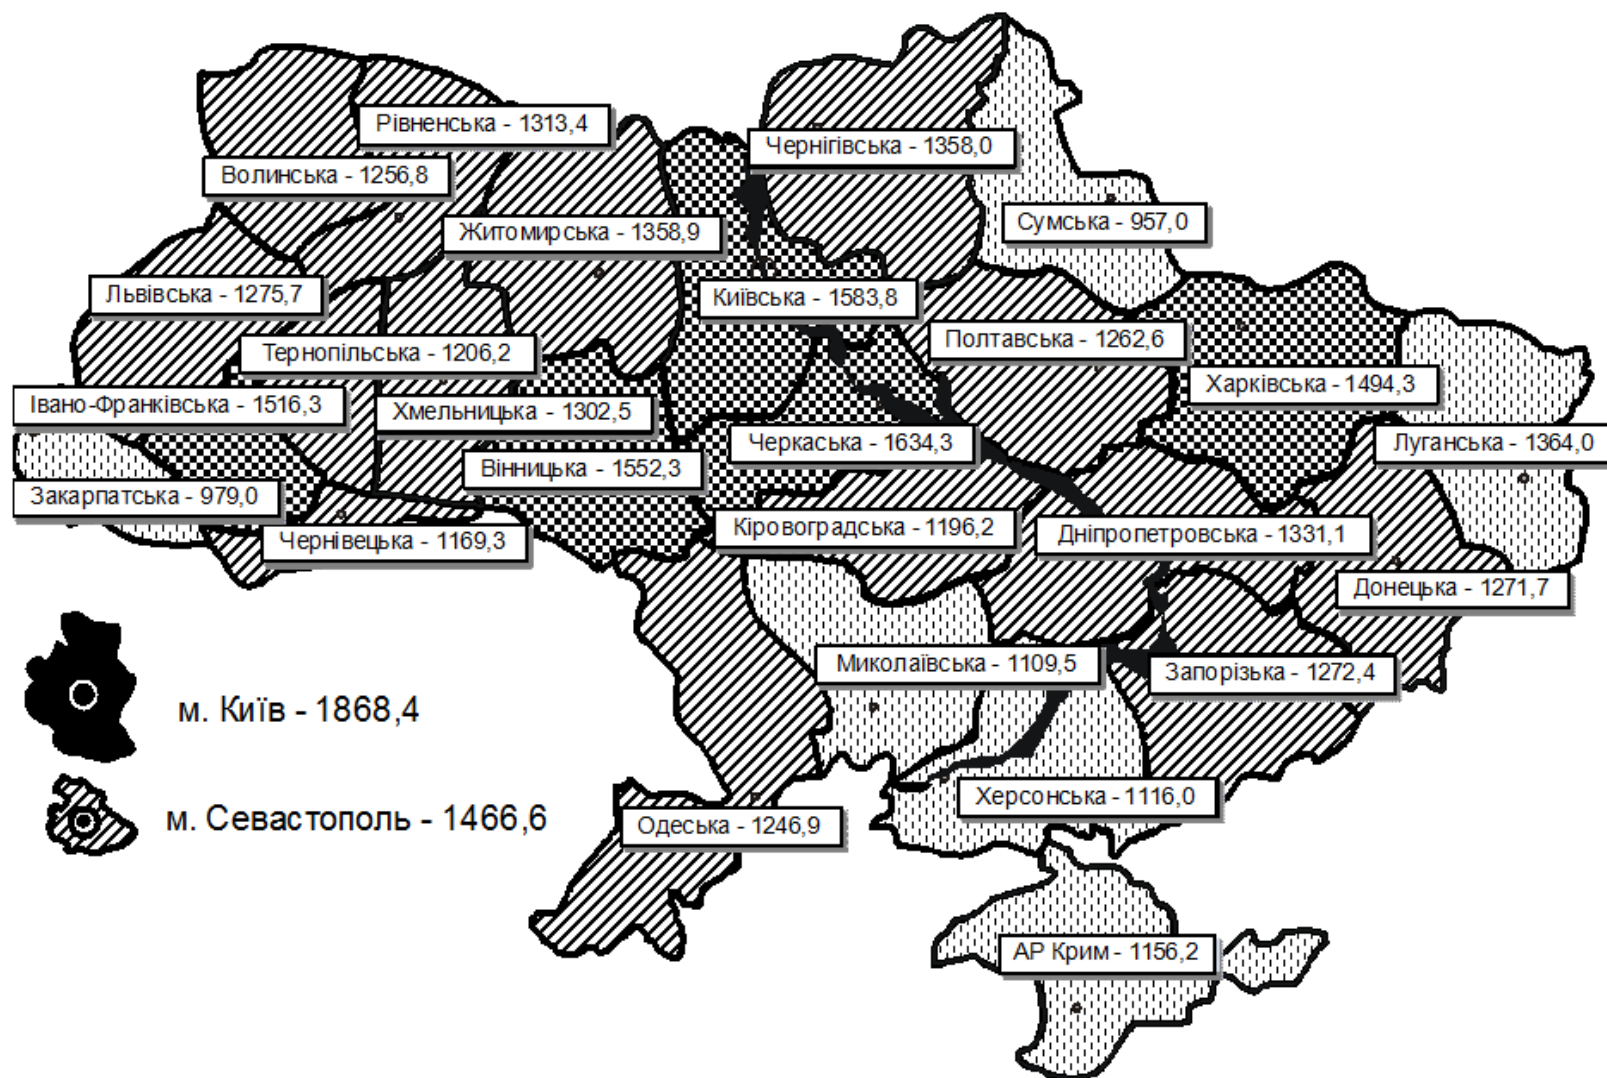 Рівненська - 1313,4
Чернігівська - 1358,0
Волинська - 1256,8
Сумська - 957,0
Житомирська - 1358,9
Львівська - 1275,7
Київська - 1583,8
Полтавська - 1262,6
Тернопільська - 1206,2
Харківська - 1494,3
Івано-Франківська - 1516,3
Хмельницька - 1302,5
Черкаська - 1634,3
Луганська - 1364,0
Вінницька - 1552,3
Закарпатська - 979,0
Кіровоградська - 1196,2
Дніпропетровська - 1331,1
Чернівецька - 1169,3
Донецька - 1271,7
Миколаївська - 1109,5
Запорізька - 1272,4
м. Київ - 1868,4
Херсонська - 1116,0
м. Севастополь - 1466,6
Одеська - 1246,9
АР Крим - 1156,2